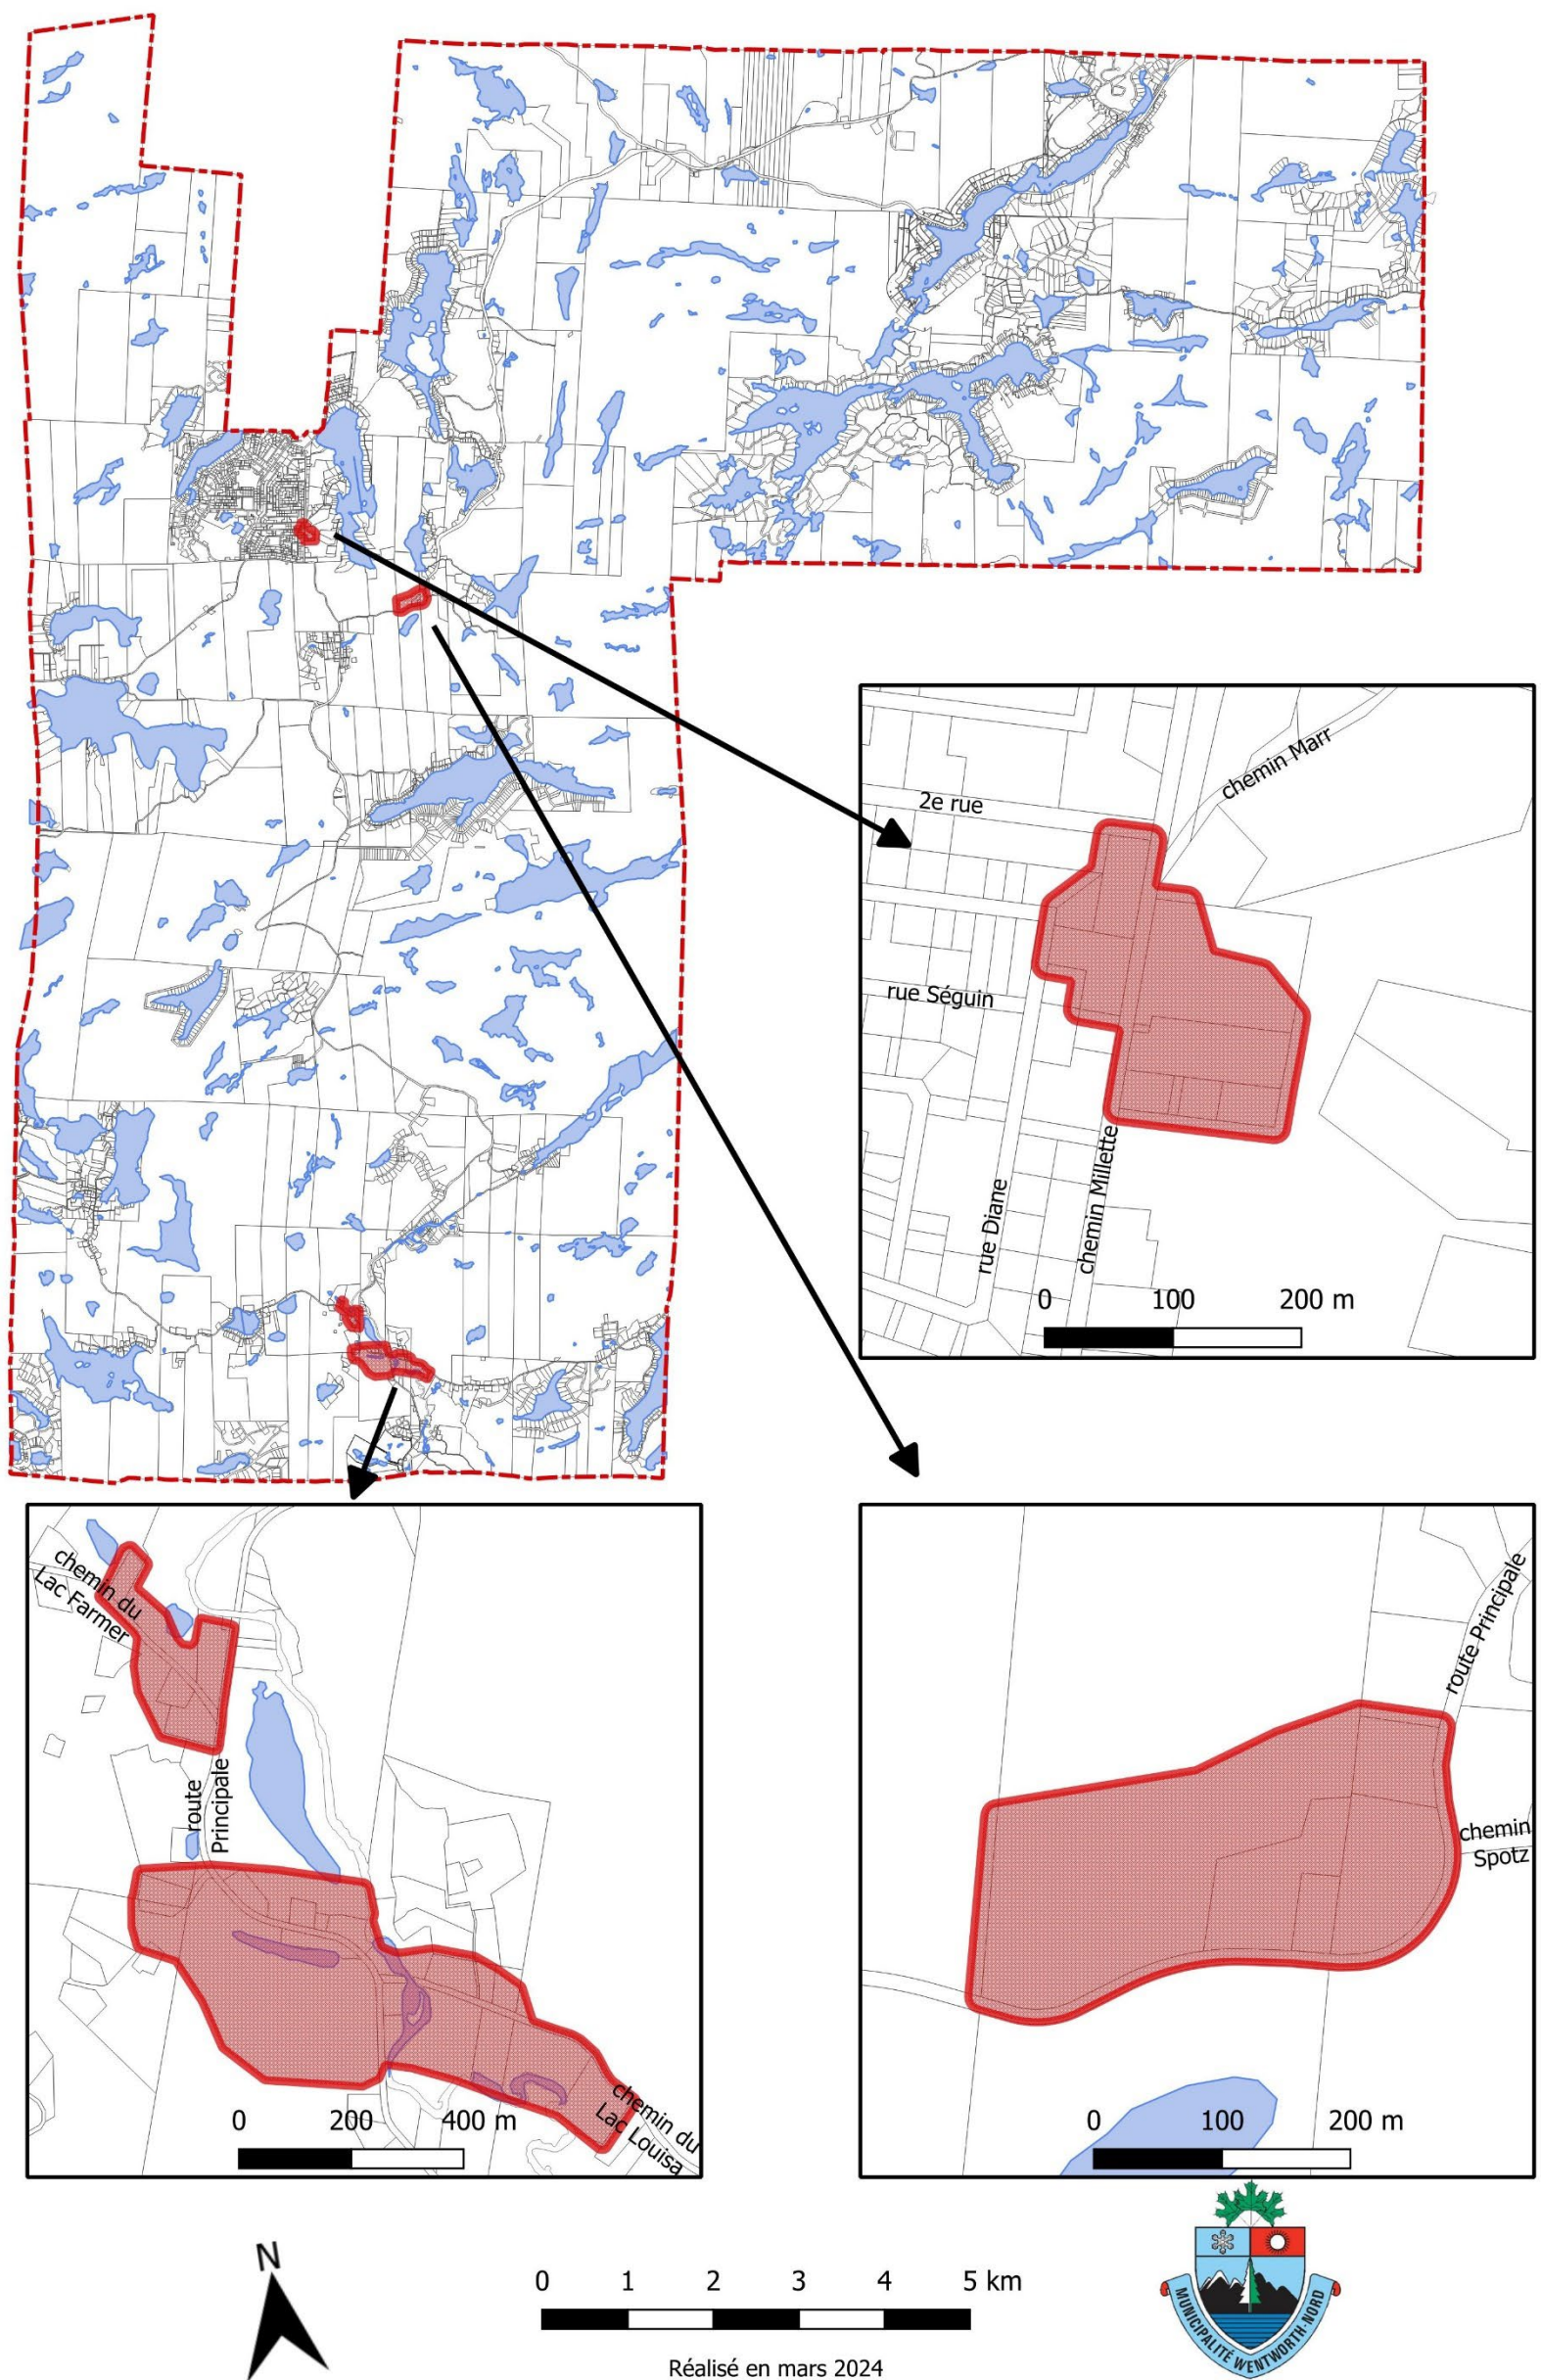 chemin Marr
2e rue
rue Séguin
rue Diane
chemin Millette
0 100 200 m
chemin du
Lac Farmer
route
Principale
chemin du
Lac Louisa
0 200 400 m
route Principale
chemin
Spotz
0 100 200 m
N
0 1 2 3 4 5 km
Réalisé en mars 2024
MUNICIPALITÉ WENTWORTH-NORD